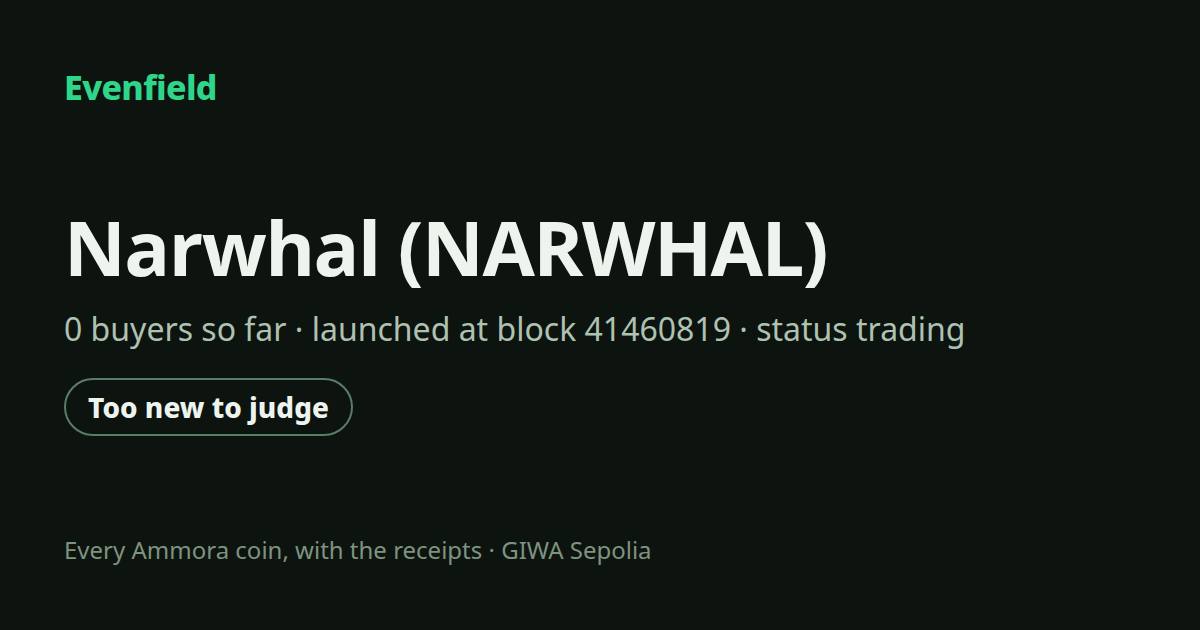 Evenfield
Narwhal (NARWHAL)
0 buyers so far · launched at block 41460819 · status trading
Too new to judge
Every Ammora coin, with the receipts · GIWA Sepolia